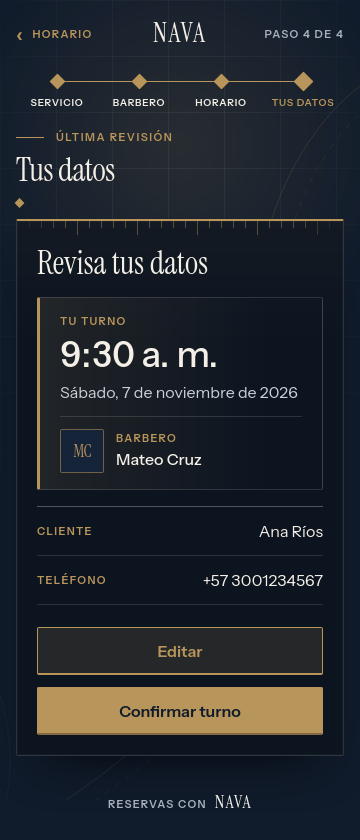 ‹ HORARIO
NAVA
PASO 4 DE 4
SERVICIO
BARBERO
HORARIO
TUS DATOS
ÚLTIMA REVISIÓN
Tus datos
Revisa tus datos
TU TURNO
9:30 a. m.
Sábado, 7 de noviembre de 2026
MC
BARBERO
Mateo Cruz
CLIENTE
Ana Ríos
TELÉFONO
+57 3001234567
Editar
Confirmar turno
RESERVAS CON NAVA